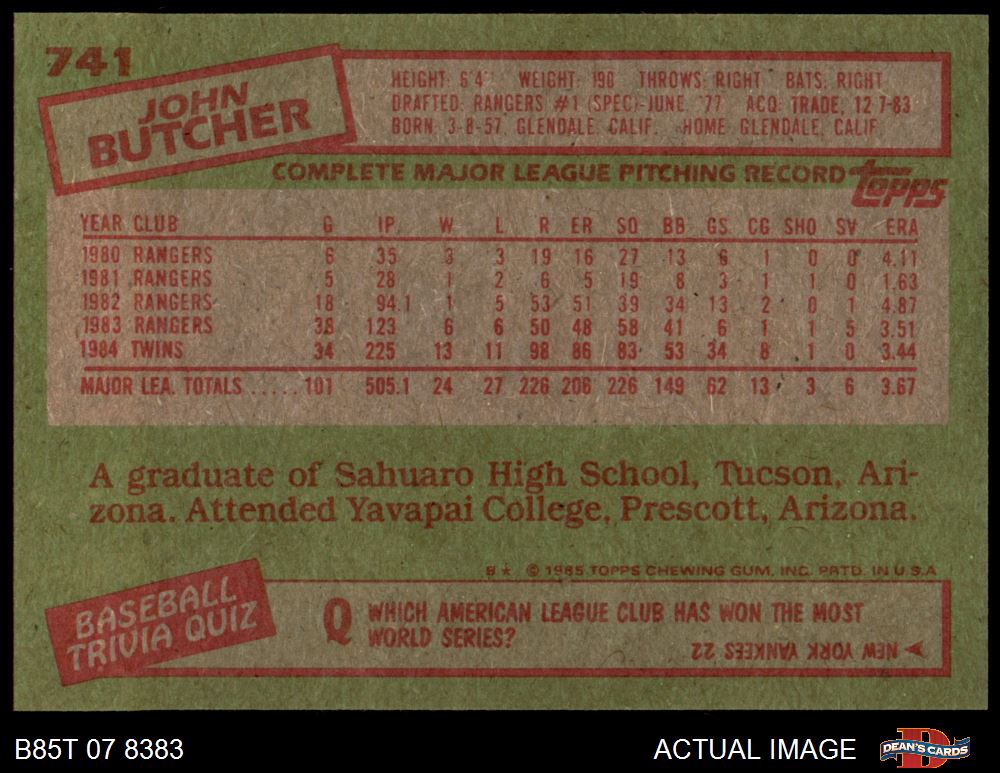 741
JOHN
BUTCHER
HEIGHT: 6'4" WEIGHT: 190 THROWS: RIGHT BATS: RIGHT
DRAFTED: RANGERS #1 (SPEC)-JUNE, '77 ACQ: TRADE, 12-7-83
BORN: 3-8-57, GLENDALE, CALIF. HOME: GLENDALE, CALIF.
COMPLETE MAJOR LEAGUE PITCHING RECORD topps
YEAR CLUB G IP W L R ER SO BB GS CG SHO SV ERA
1980 RANGERS 6 35 3 3 19 16 27 13 6 1 0 0 4.11
1981 RANGERS 5 28 1 2 6 5 19 8 3 1 1 0 1.63
1982 RANGERS 18 94.1 1 5 53 51 39 34 13 2 0 1 4.87
1983 RANGERS 38 123 6 6 50 48 58 41 6 1 1 5 3.51
1984 TWINS 34 225 13 11 98 86 83 53 34 8 1 0 3.44
MAJOR LEA. TOTALS ..... 101 505.1 24 27 226 206 226 149 62 13 3 6 3.67
A graduate of Sahuaro High School, Tucson, Ari-
zona. Attended Yavapai College, Prescott, Arizona.
B* © 1985 TOPPS CHEWING GUM, INC. PRTD. IN U.S.A.
BASEBALL
TRIVIA QUIZ
Q WHICH AMERICAN LEAGUE CLUB HAS WON THE MOST
WORLD SERIES?
NEW YORK YANKEES 22
B85T 07 8383
ACTUAL IMAGE
DEAN'S CARDS